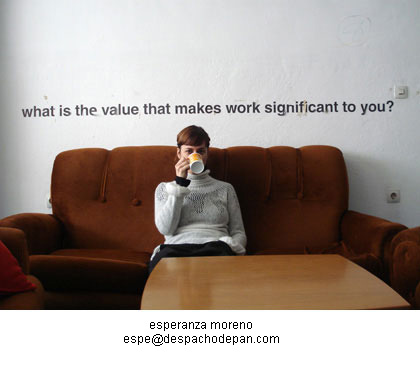 what is the value that makes work significant to you?
esperanza moreno
espe@despachodepan.com